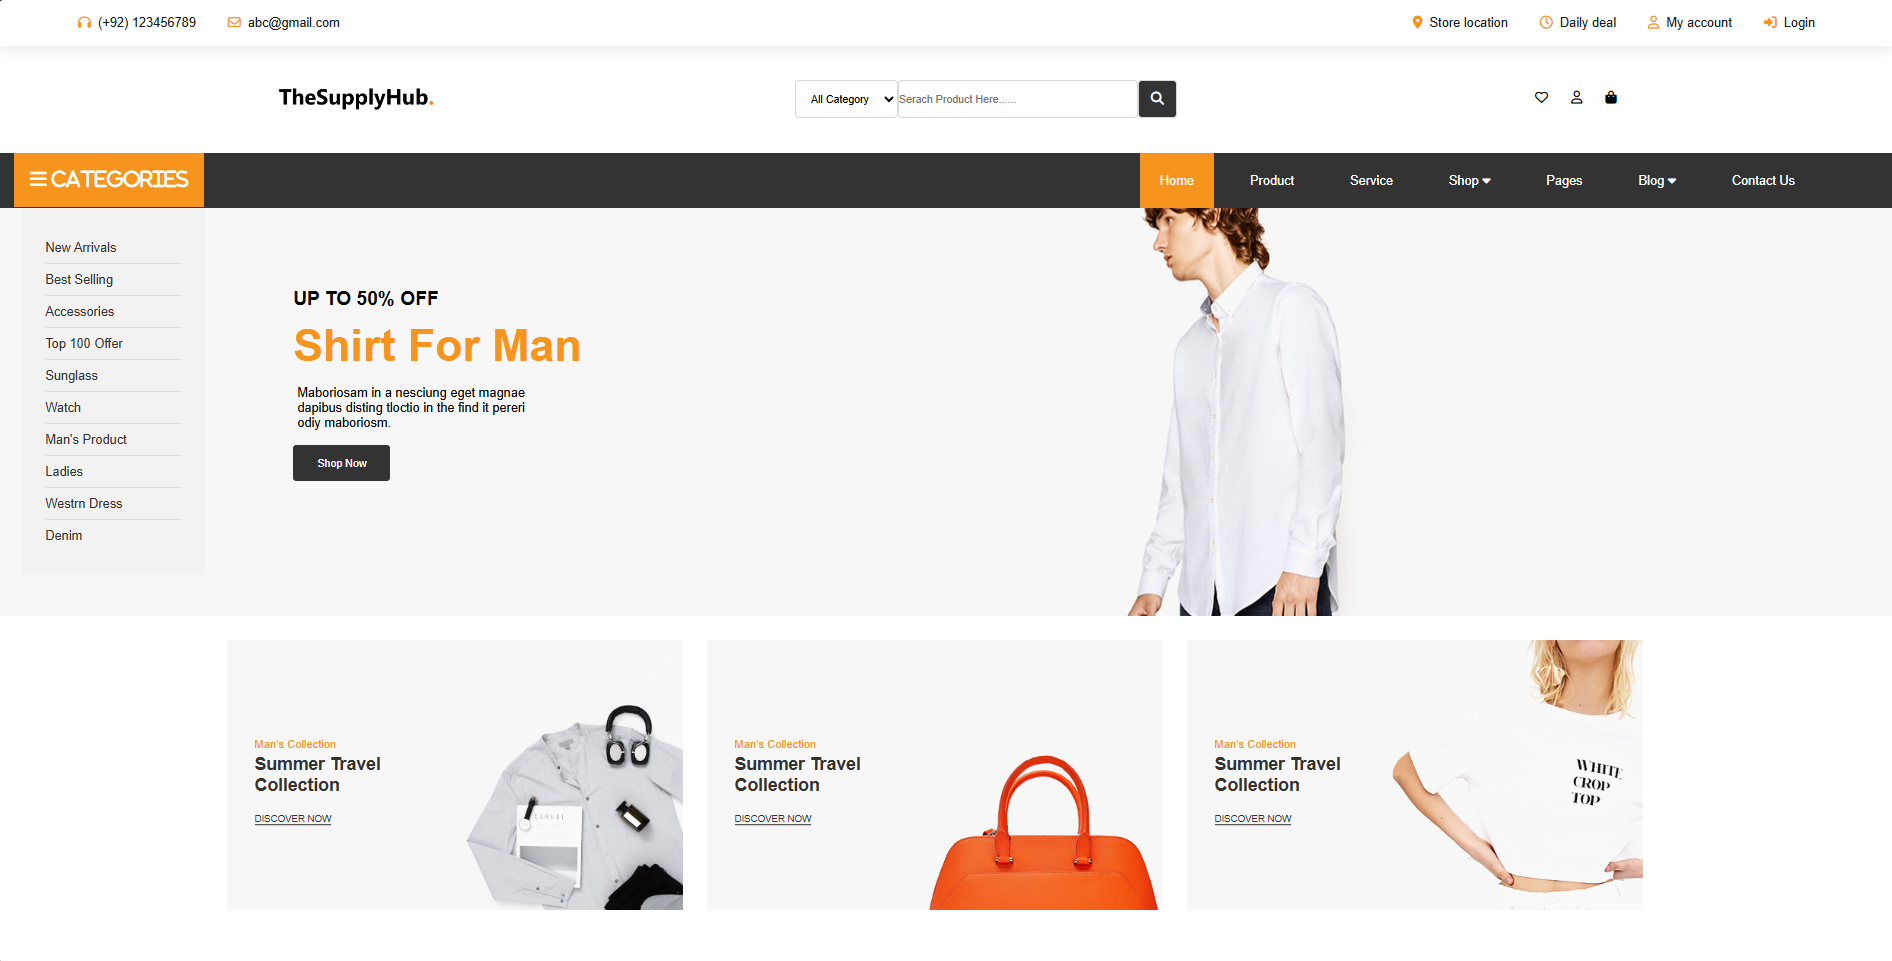 (+92) 123456789
abc@gmail.com
Store location
Daily deal
My account
Login
TheSupplyHub.
All Category
Serach Product Here......
CATEGORIES
Home
Product
Service
Shop
Pages
Blog
Contact Us
New Arrivals
Best Selling
Accessories
Top 100 Offer
Sunglass
Watch
Man's Product
Ladies
Westrn Dress
Denim
UP TO 50% OFF
Shirt For Man
Maboriosam in a nesciung eget magnae
dapibus disting tloctio in the find it pereri
odiy maboriosm.
Shop Now
Man's Collection
Summer Travel
Collection
DISCOVER NOW
CEREAL
Man's Collection
Summer Travel
Collection
DISCOVER NOW
Man's Collection
Summer Travel
Collection
DISCOVER NOW
WHITE
CROP
TOP